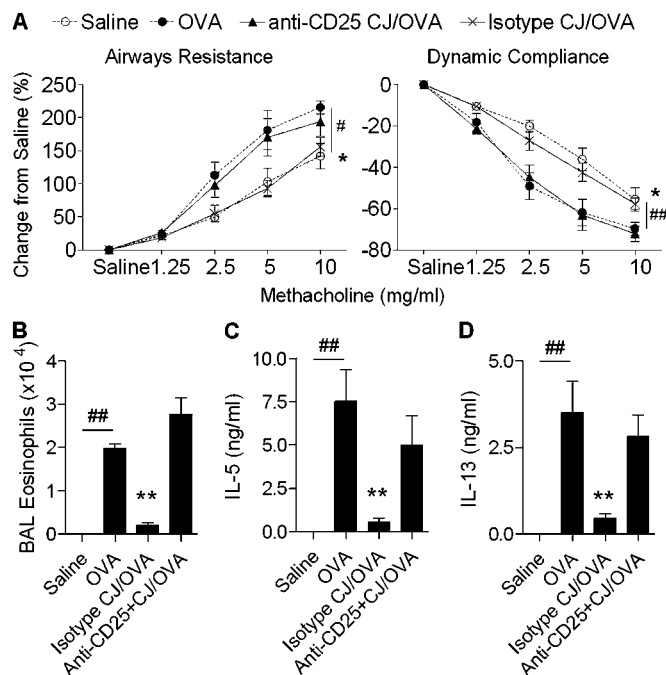 A Saline OVA anti-CD25 CJ/OVA Isotype CJ/OVA
Airways Resistance Dynamic Compliance
Change from Saline (%)
250
200
150
100
50
0
#
*
Saline 1.25 2.5 5 10
0
-20
-40
-60
-80
*
##
Saline 1.25 2.5 5 10
Methacholine (mg/ml)
B
BAL Eosinophils (x10 4)
4
3
2
1
0
##
**
Saline
OVA
Isotype CJ/OVA
Anti-CD25+CJ/OVA
C
IL-5 (ng/ml)
10.0
7.5
5.0
2.5
0.0
##
**
Saline
OVA
Isotype CJ/OVA
Anti-CD25+CJ/OVA
D
IL-13 (ng/ml)
5.0
2.5
0.0
##
**
Saline
OVA
Isotype CJ/OVA
Anti-CD25+CJ/OVA